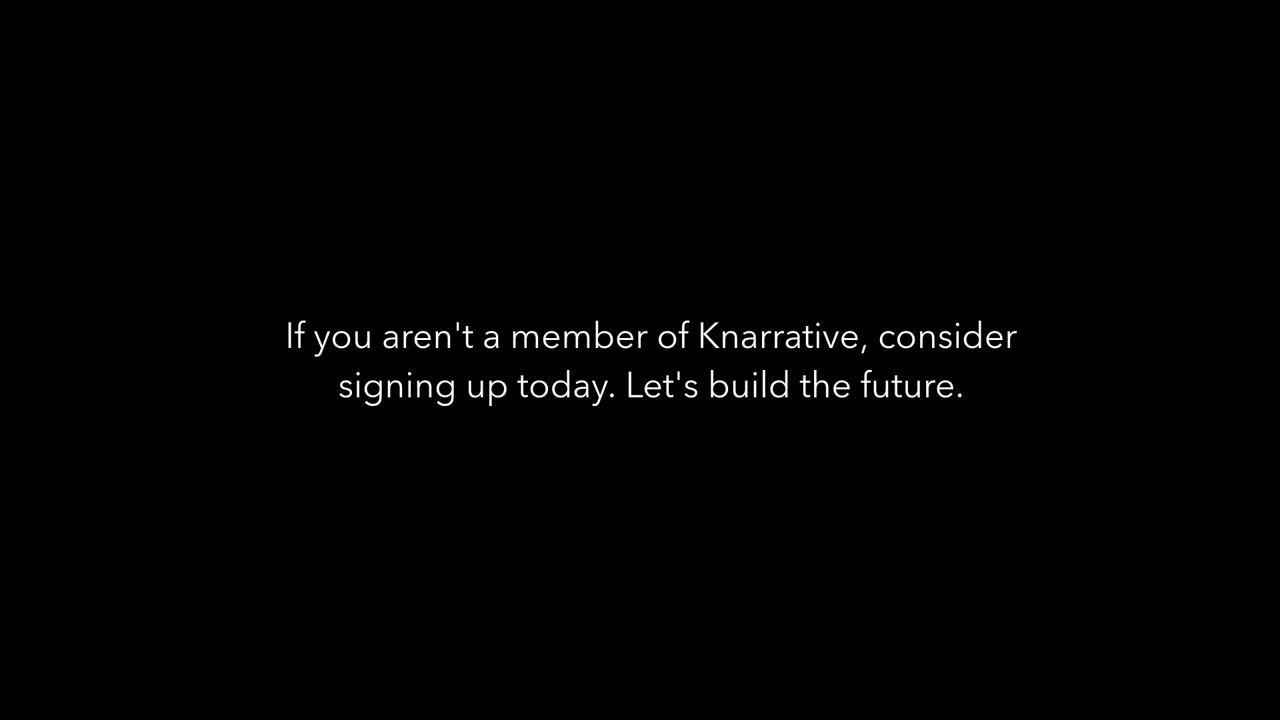 If you aren't a member of Knarrative, consider
signing up today. Let's build the future.